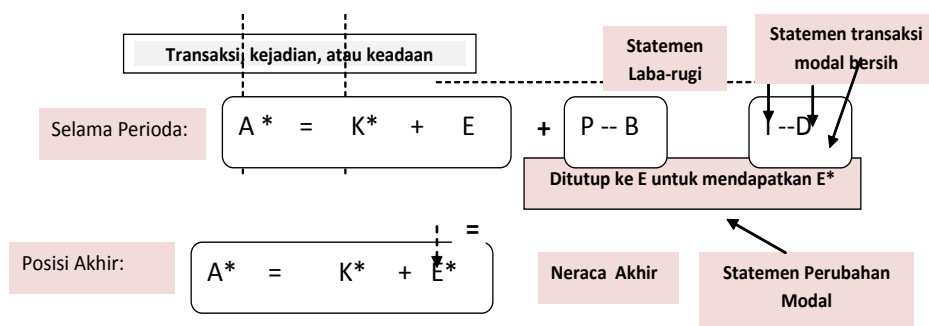 Transaksi, kejadian, atau keadaan
Statemen
Laba-rugi
Statemen transaksi
modal bersih
Selama Perioda:
A * = K* + E + P -- B I --D
Ditutup ke E untuk mendapatkan E*
=
Posisi Akhir:
A* = K* + E*
Neraca Akhir
Statemen Perubahan
Modal